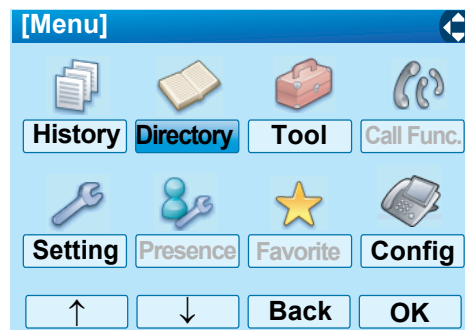 [Menu]
History Directory Tool Call Func.
Setting Presence Favorite Config
↑ ↓ Back OK